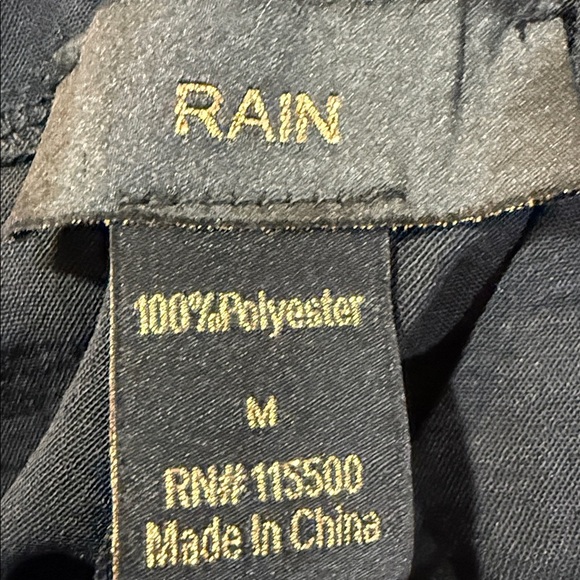 RAIN
100%Polyester
M
RN# 115500
Made In China